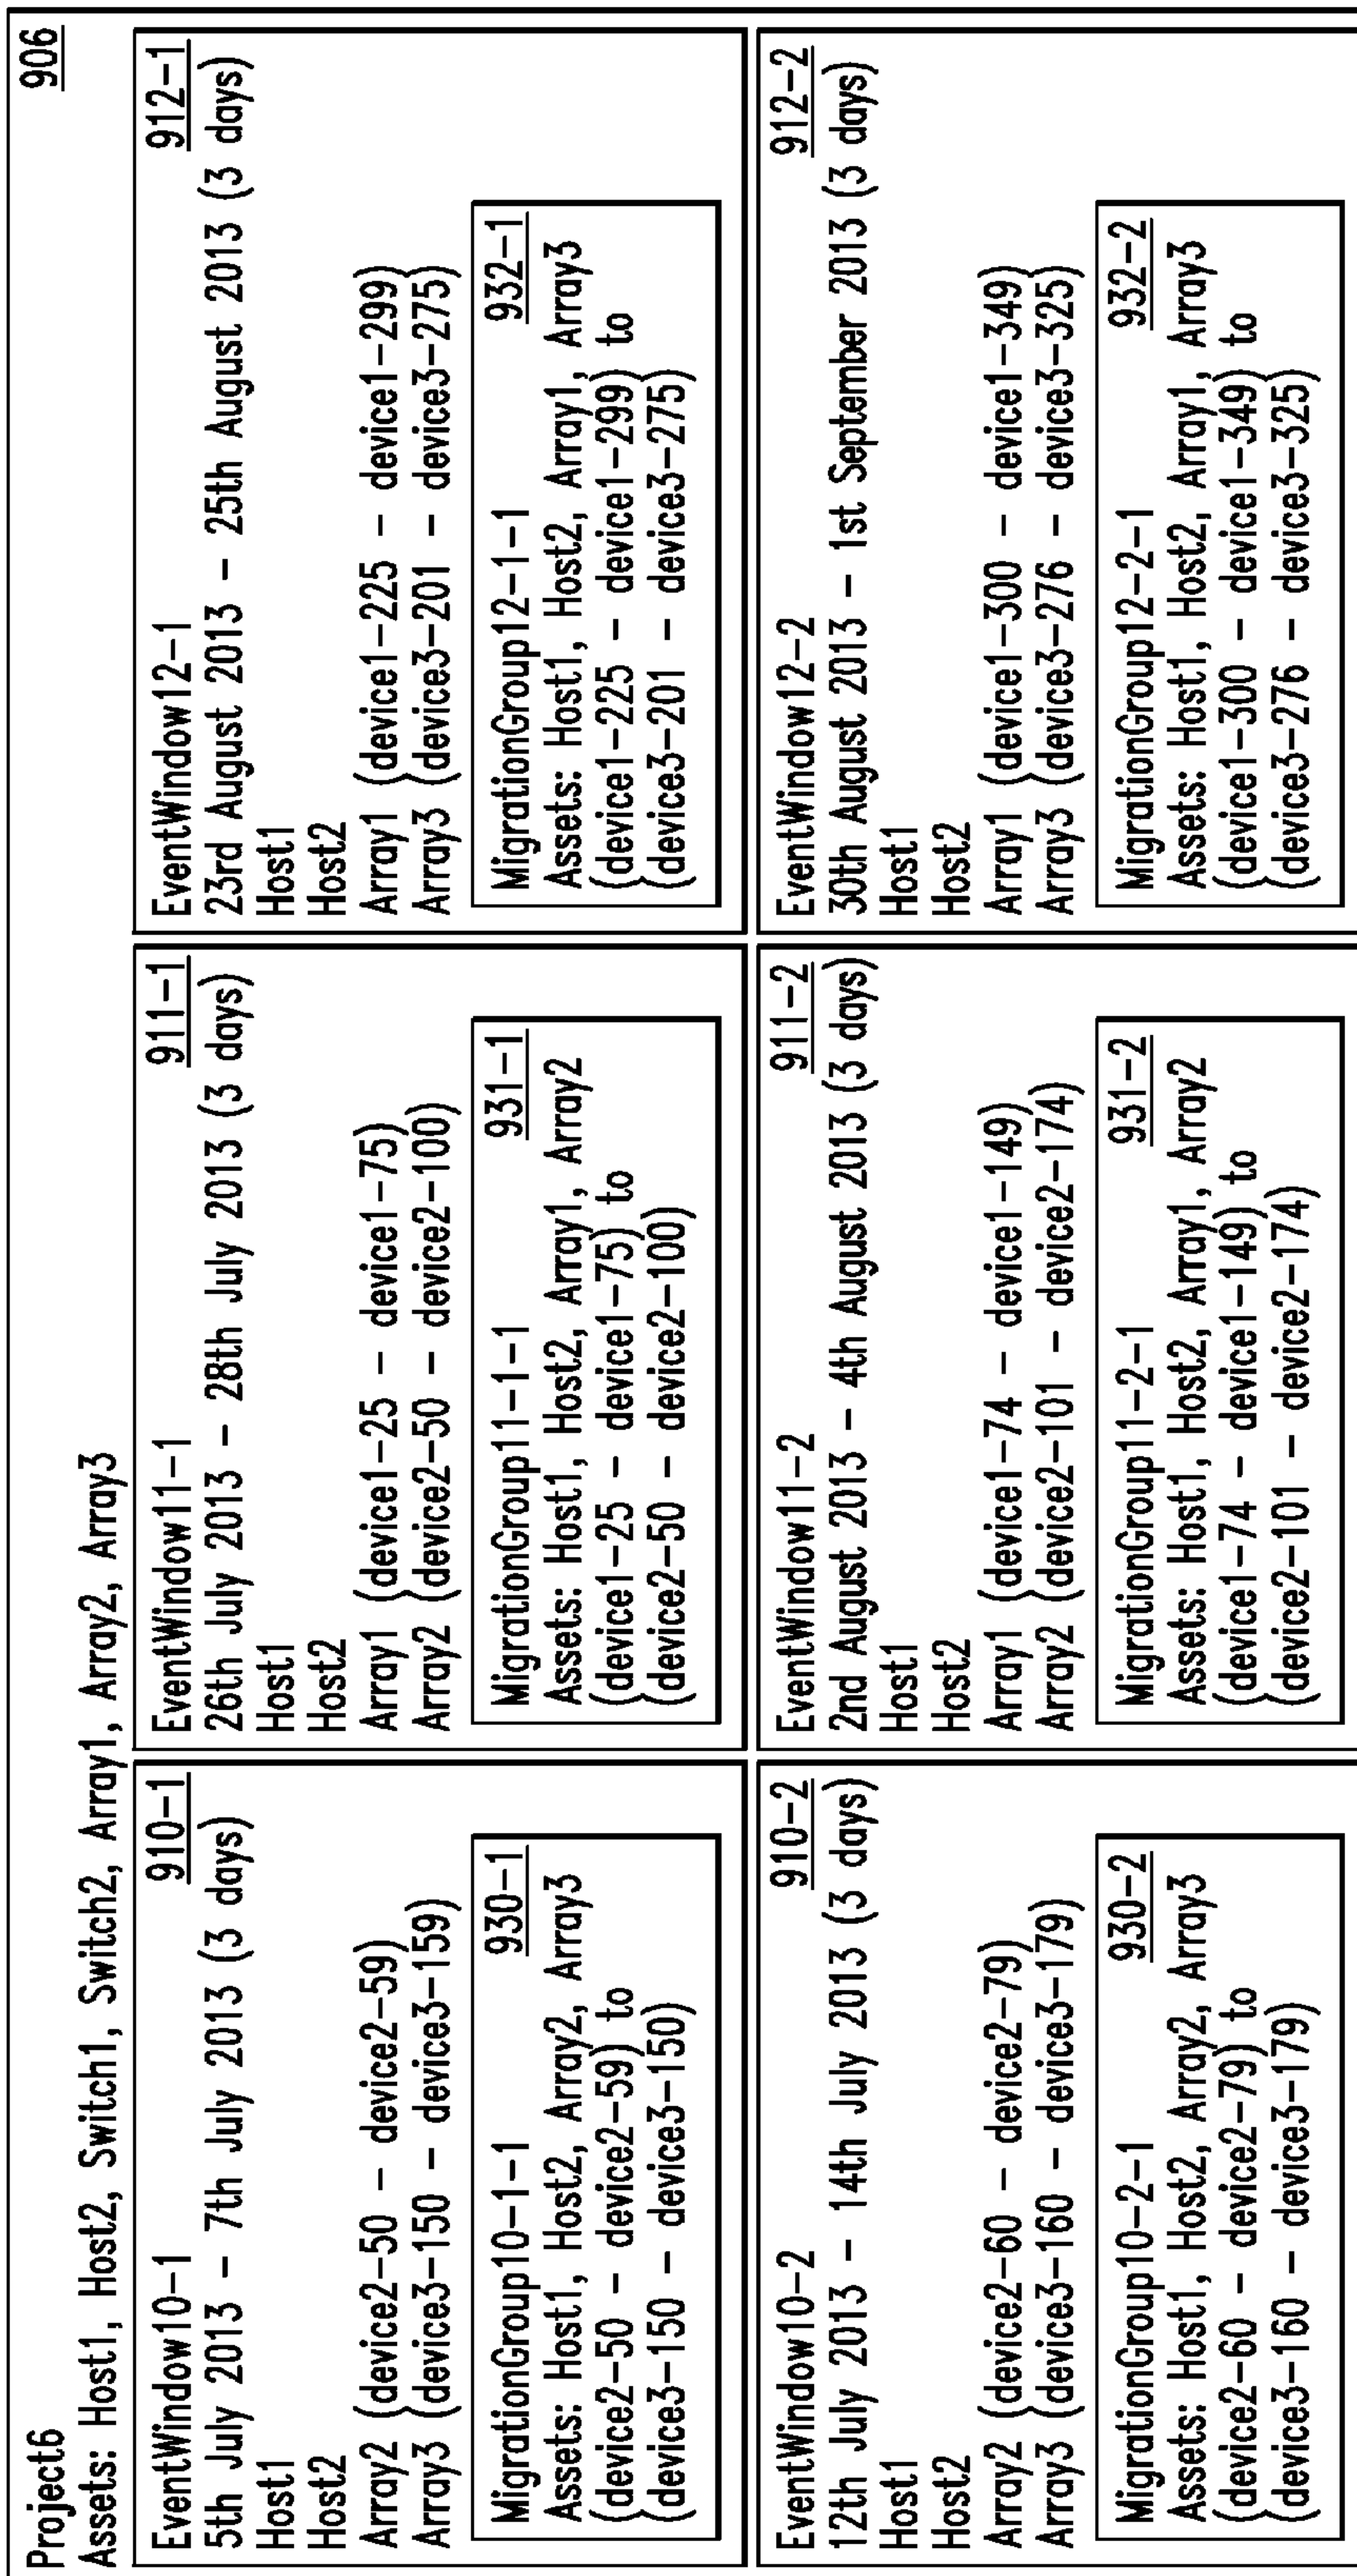 906
Project6
Assets: Host1, Host2, Switch1, Switch2, Array1, Array2, Array3
EventWindow10-1 910-1
5th July 2013 - 7th July 2013 (3 days)
Host1
Host2
Array2 (device2-50 - device2-59)
Array3 (device3-150 - device3-159)
MigrationGroup10-1-1 930-1
Assets: Host1, Host2, Array2, Array3
(device2-50 - device2-59) to
(device3-150 - device3-150)
EventWindow11-1 911-1
26th July 2013 - 28th July 2013 (3 days)
Host1
Host2
Array1 (device1-25 - device1-75)
Array2 (device2-50 - device2-100)
MigrationGroup11-1-1 931-1
Assets: Host1, Host2, Array1, Array2
(device1-25 - device1-75) to
(device2-50 - device2-100)
EventWindow12-1 912-1
23rd August 2013 - 25th August 2013 (3 days)
Host1
Host2
Array1 (device1-225 - device1-299)
Array3 (device3-201 - device3-275)
MigrationGroup12-1-1 932-1
Assets: Host1, Host2, Array1, Array3
(device1-225 - device1-299) to
(device3-201 - device3-275)
EventWindow10-2 910-2
12th July 2013 - 14th July 2013 (3 days)
Host1
Host2
Array2 (device2-60 - device2-79)
Array3 (device3-160 - device3-179)
MigrationGroup10-2-1 930-2
Assets: Host1, Host2, Array2, Array3
(device2-60 - device2-79) to
(device3-160 - device3-179)
EventWindow11-2 911-2
2nd August 2013 - 4th August 2013 (3 days)
Host1
Host2
Array1 (device1-74 - device1-149)
Array2 (device2-101 - device2-174)
MigrationGroup11-2-1 931-2
Assets: Host1, Host2, Array1, Array2
(device1-74 - device1-149) to
(device2-101 - device2-174)
EventWindow12-2 912-2
30th August 2013 - 1st September 2013 (3 days)
Host1
Host2
Array1 (device1-300 - device1-349)
Array3 (device3-276 - device3-325)
MigrationGroup12-2-1 932-2
Assets: Host1, Host2, Array1, Array3
(device1-300 - device1-349) to
(device3-276 - device3-325)